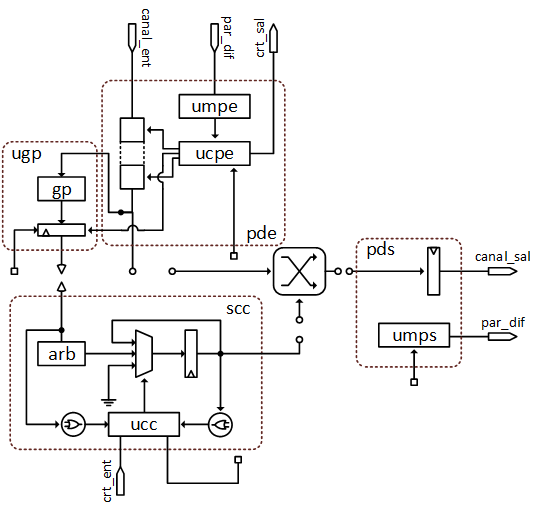 canal_ent
par_dif
crt_sal
umpe
ugp
ucpe
gp
pde
pds
canal_sal
scc
par_dif
umps
arb
ucc
crt_ent